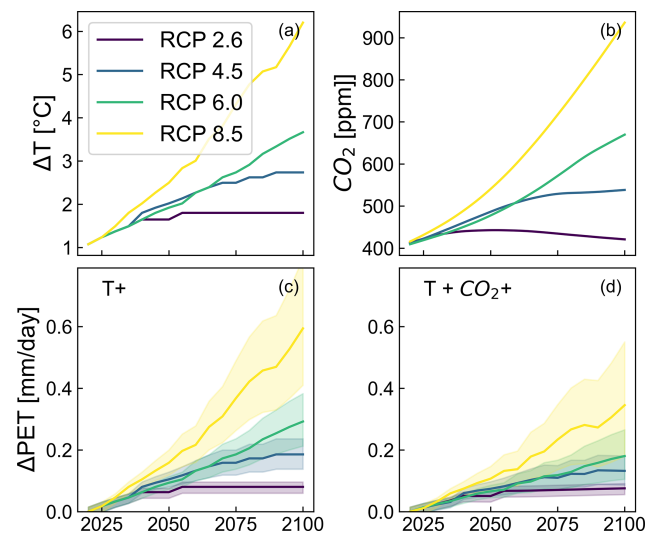 (a)
RCP 2.6
RCP 4.5
RCP 6.0
RCP 8.5
ΔT [°C]
6
5
4
3
2
1
(b)
CO₂ [ppm]]
900
800
700
600
500
400
T+
(c)
ΔPET [mm/day]
0.6
0.4
0.2
0.0
2025 2050 2075 2100
T + CO₂+
(d)
0.6
0.4
0.2
0.0
2025 2050 2075 2100